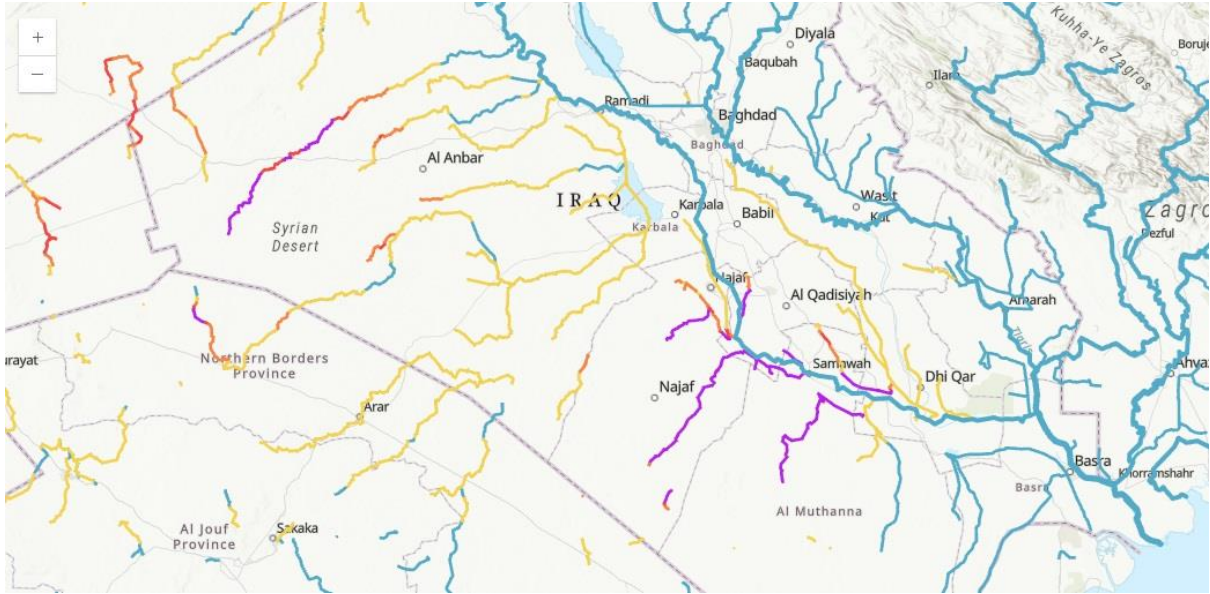 +
−
Diyala
Baqubah
Kuhha-Ye Zagros
Boruje
Ilam
Ramadi
Baghdad
Baghdad
Al Anbar
IRAQ
Karbala
Karbala
Babil
Wasit
Kut
Zagro
Dezful
Syrian
Desert
Najaf
Al Qadisiyah
Amarah
Tigris
Northern Borders
Province
urayat
Samawah
Dhi Qar
Ahvaz
Najaf
Arar
Basra
Khorramshahr
Basra
Al Muthanna
Al Jouf
Province
Sakaka